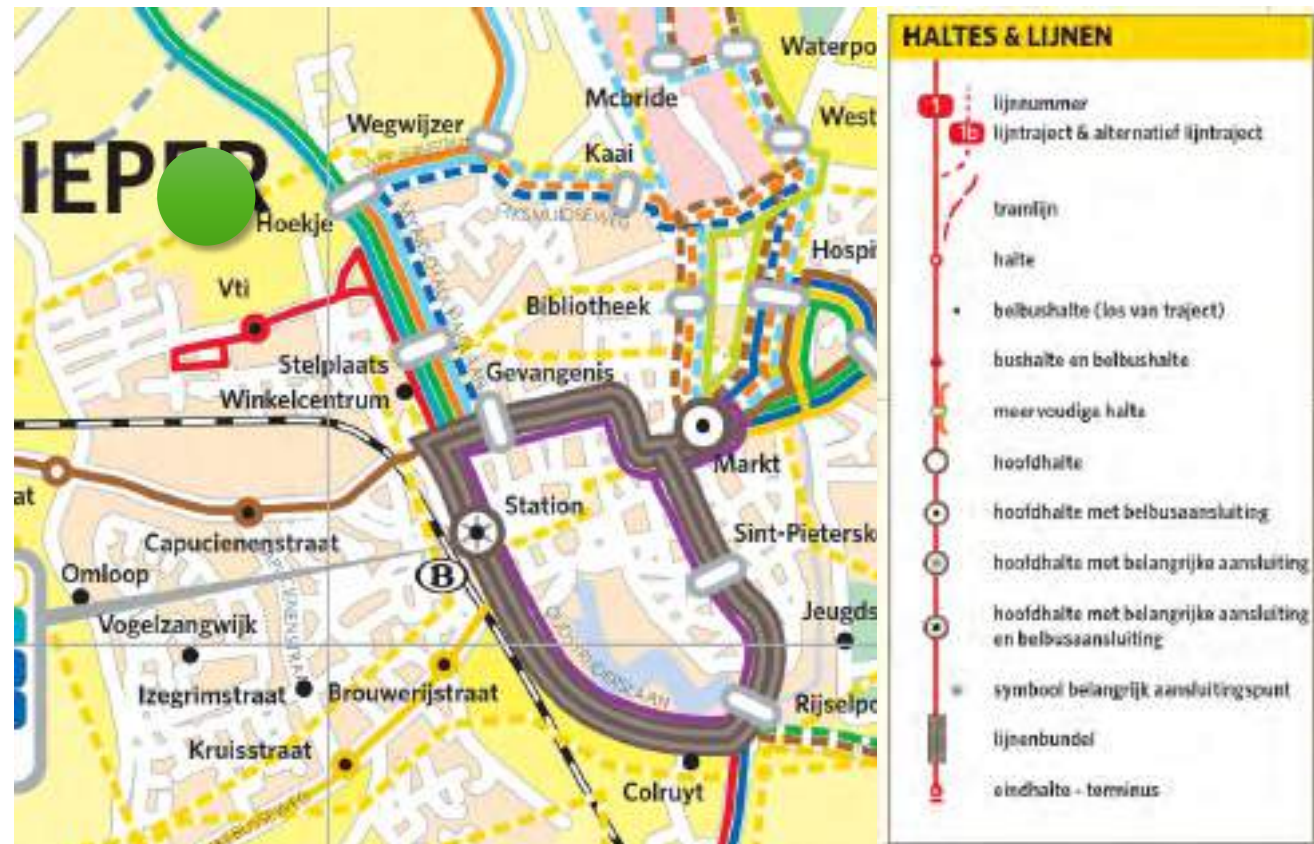 Waterpo
Mcbride
West
Wegwijzer
Kaai
IEPER
Hoekje
DIKSMUIDSEWEG
Hospi
Vti
Bibliotheek
Stelplaats
Gevangenis
Winkelcentrum
Markt
at
Station
Sint-Pietersk
Capucienenstraat
B
Omloop
Jeugds
Vogelzangwijk
Izegrimstraat
Brouwerijstraat
Rijselpo
Kruisstraat
Colruyt
HALTES & LIJNEN
1
lijnnummer
1b
lijntraject & alternatief lijntraject
tramlijn
halte
belbushalte (los van traject)
bushalte en belbushalte
meervoudige halte
hoofdhalte
hoofdhalte met belbusaansluiting
hoofdhalte met belangrijke aansluiting
hoofdhalte met belangrijke aansluiting
en belbusaansluiting
symbool belangrijk aansluitingspunt
lijnenbundel
eindhalte - terminus